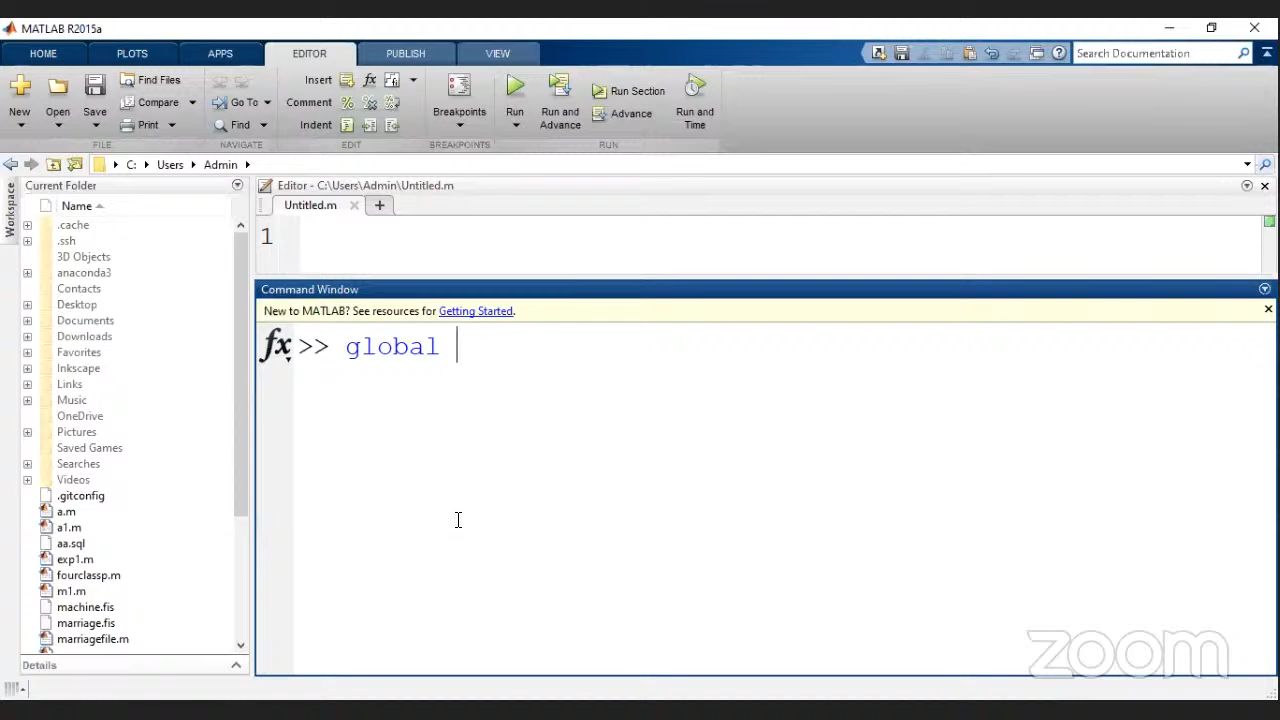 MATLAB R2015a
HOME PLOTS APPS EDITOR PUBLISH VIEW
Search Documentation
New Open Save
Find Files
Compare
Print
FILE
Go To
Find
NAVIGATE
Insert
Comment
Indent
EDIT
Breakpoints
BREAKPOINTS
Run
Run and Advance
Run Section
Advance
Run and Time
RUN
C: Users Admin
Workspace
Current Folder
Name
.cache
.ssh
3D Objects
anaconda3
Contacts
Desktop
Documents
Downloads
Favorites
Inkscape
Links
Music
OneDrive
Pictures
Saved Games
Searches
Videos
.gitconfig
a.m
a1.m
aa.sql
exp1.m
fourclassp.m
m1.m
machine.fis
marriage.fis
marriagefile.m
Details
Editor - C:\Users\Admin\Untitled.m
Untitled.m
1
Command Window
New to MATLAB? See resources for Getting Started.
fx >> global
zoom